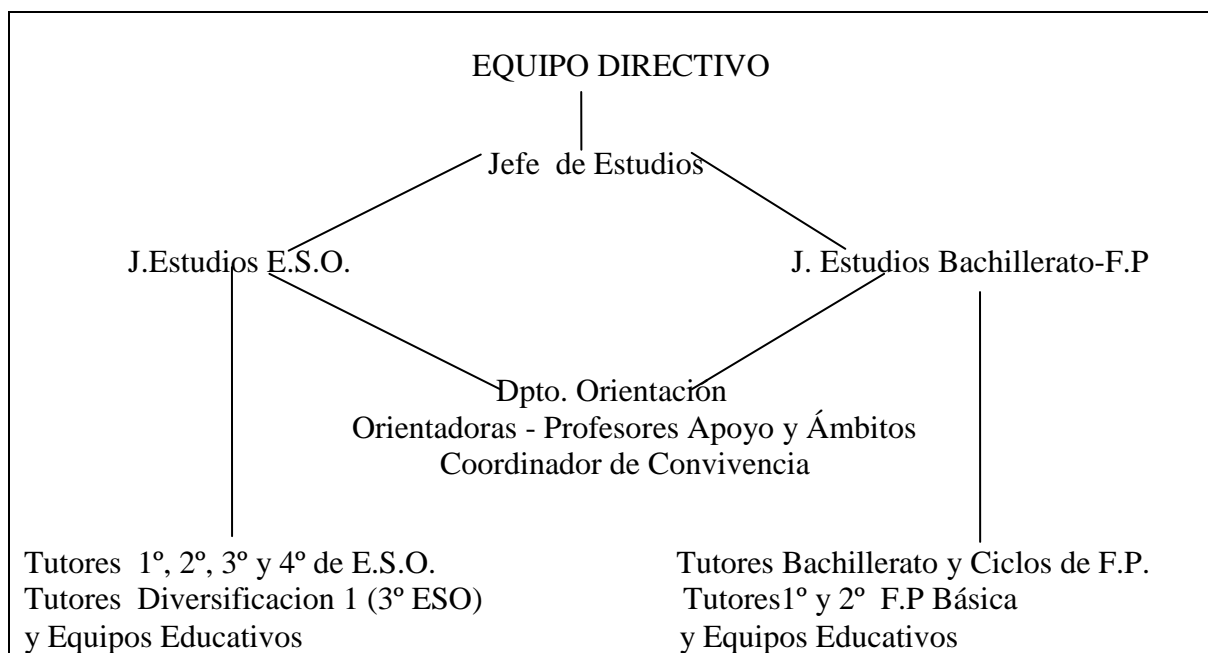 EQUIPO DIRECTIVO
Jefe de Estudios
J.Estudios E.S.O.
J. Estudios Bachillerato-F.P
Dpto. Orientación
Orientadoras - Profesores Apoyo y Ámbitos
Coordinador de Convivencia
Tutores 1º, 2º, 3º y 4º de E.S.O.
Tutores Diversificacion 1 (3º ESO)
y Equipos Educativos
Tutores Bachillerato y Ciclos de F.P.
Tutores1º y 2º F.P Básica
y Equipos Educativos